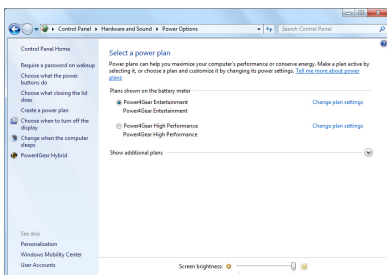 Control Panel ▸ Hardware and Sound ▸ Power Options
Search Control Panel
Control Panel Home
Require a password on wakeup
Choose what the power
buttons do
Choose what closing the lid
does
Create a power plan
Choose when to turn off the
display
Change when the computer
sleeps
Power4Gear Hybrid
See also
Personalization
Windows Mobility Center
User Accounts
Select a power plan
Power plans can help you maximize your computer's performance or conserve energy. Make a plan active by
selecting it, or choose a plan and customize it by changing its power settings. Tell me more about power
plans
Plans shown on the battery meter
Power4Gear Entertainment
Change plan settings
Power4Gear Entertainment
Power4Gear High Performance
Change plan settings
Power4Gear High Performance
Show additional plans
Screen brightness: